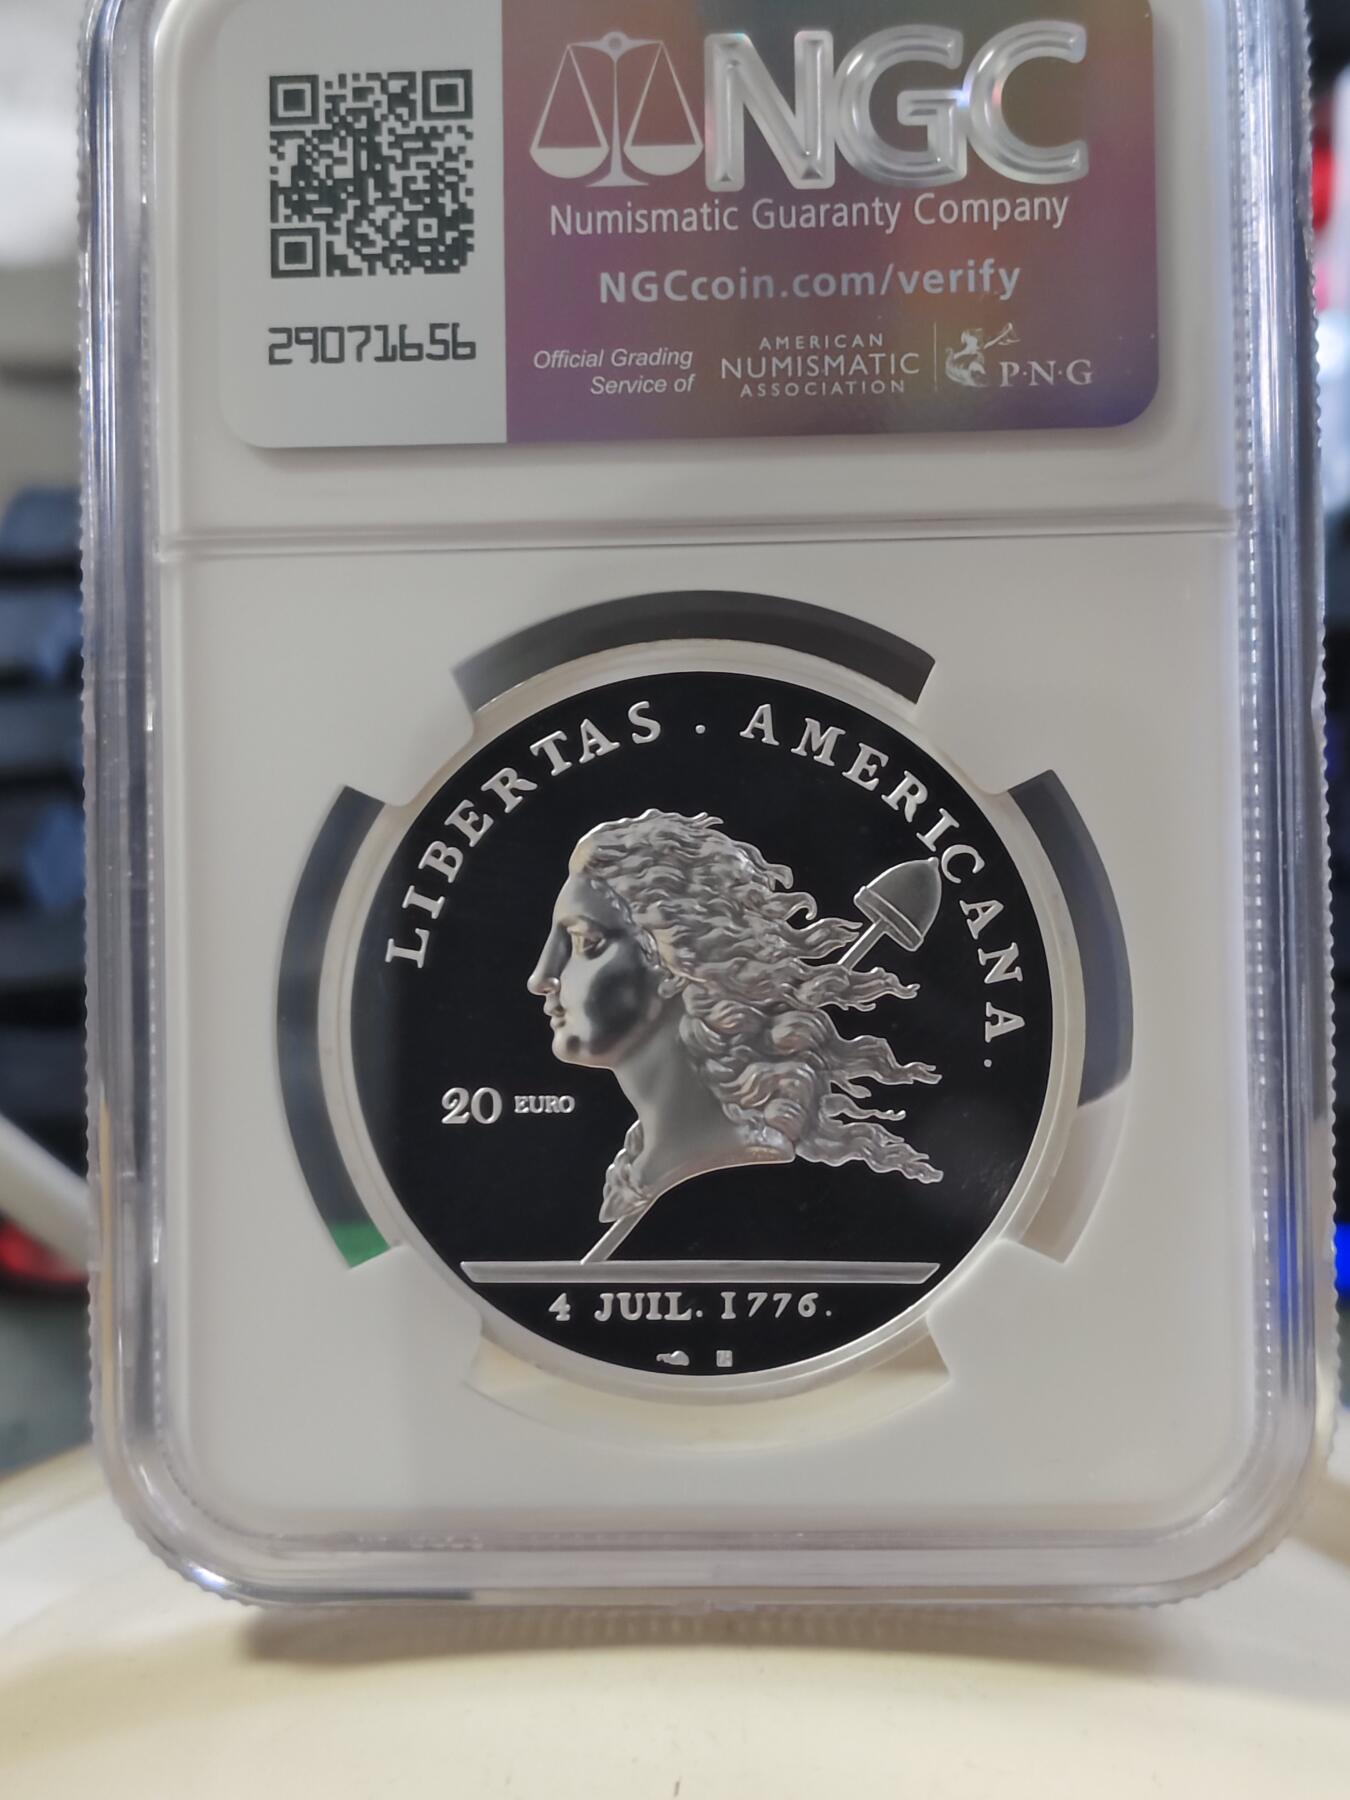 NGC
Numismatic Guaranty Company
NGCcoin.com/verify
29071656
Official Grading
Service of
AMERICAN
NUMISMATIC
ASSOCIATION
P·N·G
LIBERTAS . AMERICANA.
20 EURO
4 JUIL. 1776.